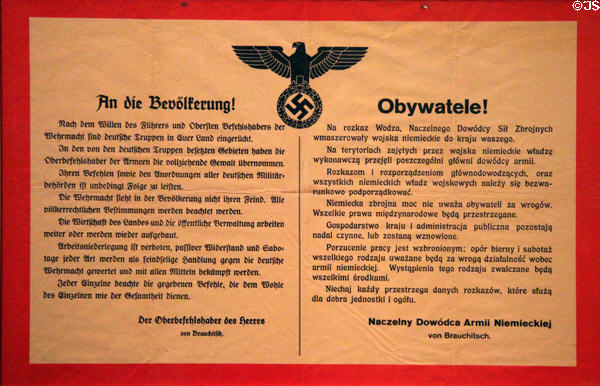 © JS
An die Bevölkerung!
Nach dem Willen des Führers und Obersten Befehlshabers der
Wehrmacht sind deutsche Truppen in Euer Land eingerückt.
In den von den deutschen Truppen besetzten Gebieten haben die
Oberbefehlshaber der Armeen die vollziehende Gewalt übernommen.
Ihren Befehlen sowie den Anordnungen aller deutschen Militär-
behörden ist unbedingt Folge zu leisten.
Die Wehrmacht sieht in der Bevölkerung nicht ihren Feind. Alle
völkerrechtlichen Bestimmungen werden beachtet werden.
Die Wirtschaft des Landes und die öffentliche Verwaltung arbeiten
weiter oder werden wieder aufgebaut.
Arbeitsniederlegung ist verboten, passiver Widerstand und Sabo-
tage jeder Art werden als feindselige Handlung gegen die deutsche
Wehrmacht gewertet und mit allen Mitteln bekämpft werden.
Jeder Einzelne beachte die gegebenen Befehle, die dem Wohle
des Einzelnen wie der Gesamtheit dienen.
Der Oberbefehlshaber des Heeres
von Brauchitsch.
Obywatele!
Na rozkaz Wodza, Naczelnego Dowódcy Sił Zbrojnych
wmaszerowały wojska niemieckie do kraju waszego.
Na terytoriach zajętych przez wojska niemieckie władzę
wykonawczą przejęli poszczególni główni dowódcy armii.
Rozkazom i rozporządzeniom głównodowodzących, oraz
wszystkich niemieckich władz wojskowych należy się bezwa-
runkowo podporządkować.
Niemiecka zbrojna moc nie uważa obywateli za wrogów.
Wszelkie prawa międzynarodowe będą przestrzegane.
Gospodarstwo kraju i administracja publiczna pozostają
nadal czynne, lub zostaną wznowione.
Porzucenie pracy jest wzbronionym; opór bierny i sabotaż
wszelkiego rodzaju uważane będą za wrogą działalność wobec
armii niemieckiej. Wystąpienia tego rodzaju zwalczane będą
wszelkimi środkami.
Niechaj każdy przestrzega danych rozkazów, które służą
dla dobra jednostki i ogółu.
Naczelny Dowódca Armii Niemieckiej
von Brauchitsch.